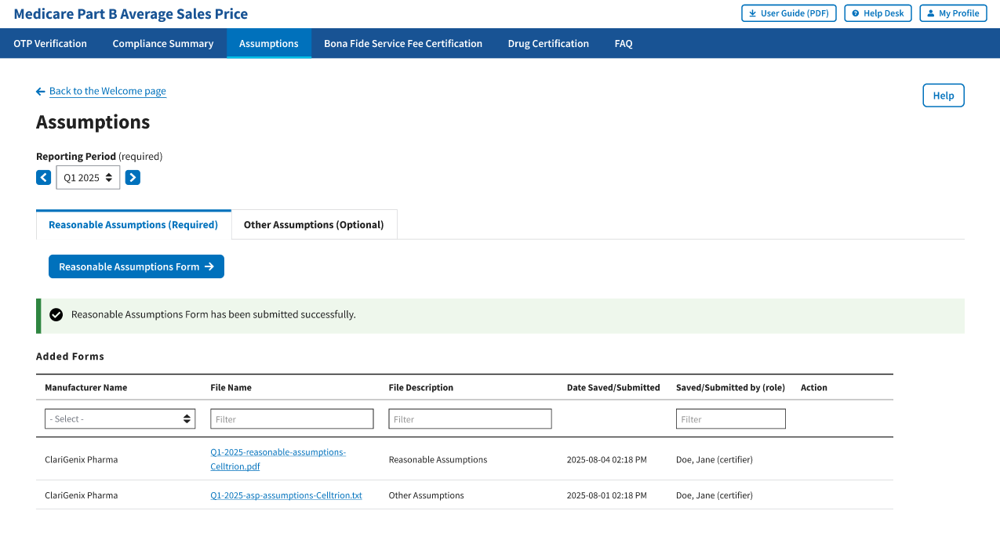 Medicare Part B Average Sales Price
User Guide (PDF)
Help Desk
My Profile
OTP Verification
Compliance Summary
Assumptions
Bona Fide Service Fee Certification
Drug Certification
FAQ
Back to the Welcome page
Help
Assumptions
Reporting Period (required)
Q1 2025
Reasonable Assumptions (Required)
Other Assumptions (Optional)
Reasonable Assumptions Form
Reasonable Assumptions Form has been submitted successfully.
Added Forms
Manufacturer Name
File Name
File Description
Date Saved/Submitted
Saved/Submitted by (role)
Action
- Select -
Filter
Filter
Filter
ClariGenix Pharma
Q1-2025-reasonable-assumptions-
Celltrion.pdf
Reasonable Assumptions
2025-08-04 02:18 PM
Doe, Jane (certifier)
ClariGenix Pharma
Q1-2025-asp-assumptions-Celltrion.txt
Other Assumptions
2025-08-01 02:18 PM
Doe, Jane (certifier)